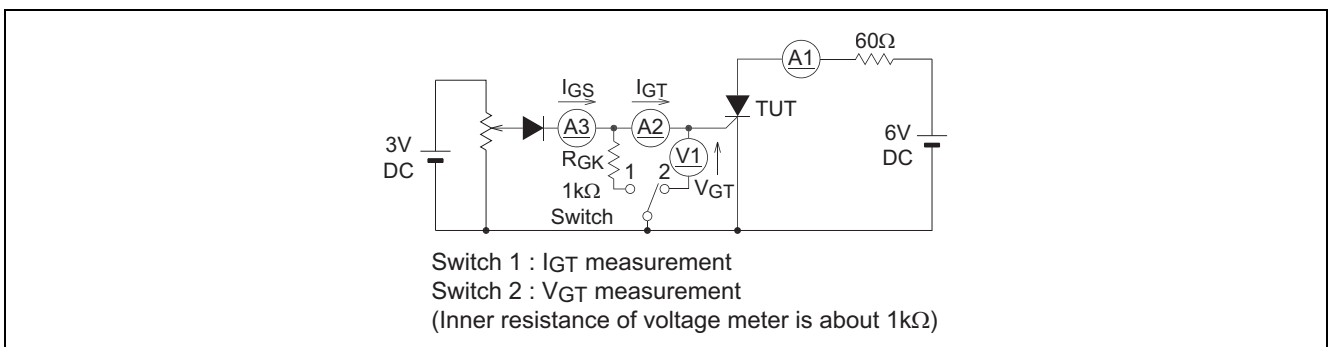 60Ω
A1
IGS
IGT
TUT
A3
A2
3V
DC
6V
DC
RGK
V1
1
2
VGT
1kΩ
Switch
Switch 1 : IGT measurement
Switch 2 : VGT measurement
(Inner resistance of voltage meter is about 1kΩ)